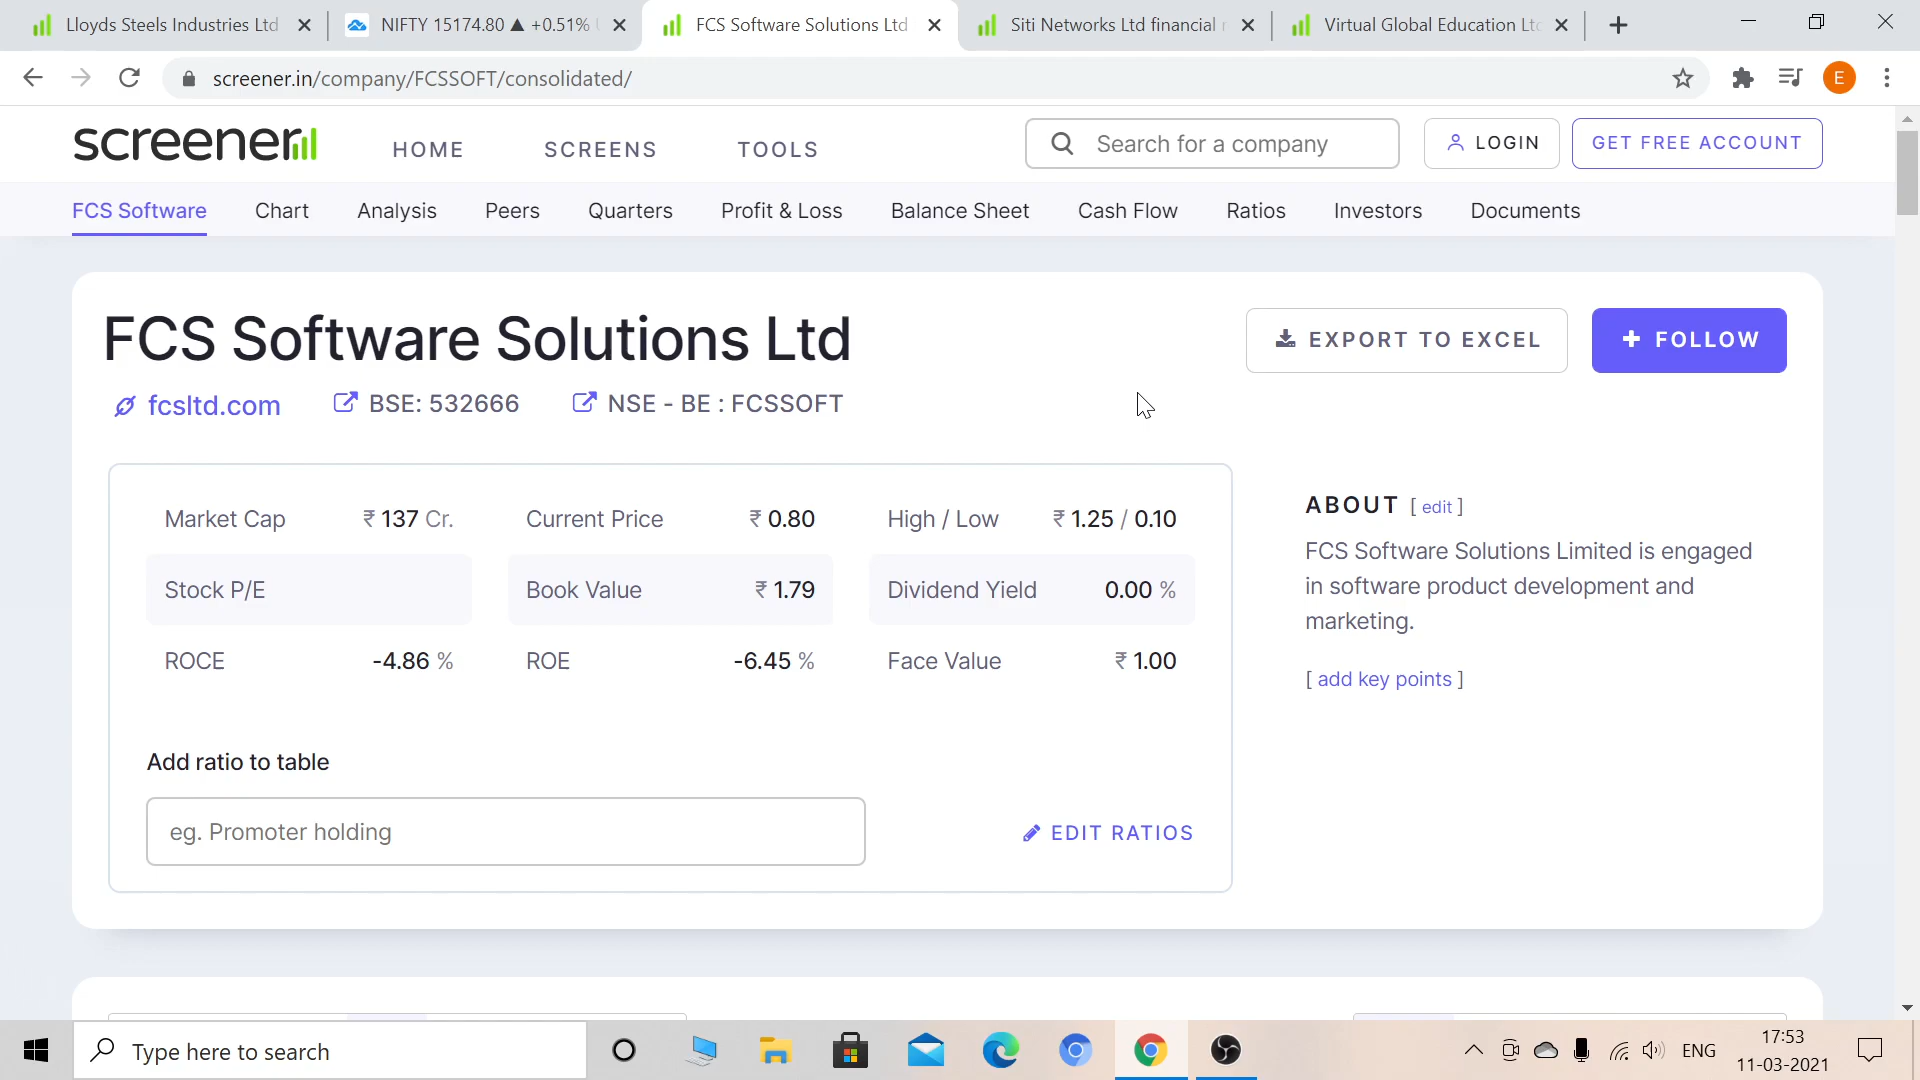 Lloyds Steels Industries Ltd
NIFTY 15174.80 ▲ +0.51%
FCS Software Solutions Ltd
Siti Networks Ltd financial
Virtual Global Education
screener.in/company/FCSSOFT/consolidated/
E
screener
HOME
SCREENS
TOOLS
Search for a company
LOGIN
GET FREE ACCOUNT
FCS Software
Chart
Analysis
Peers
Quarters
Profit & Loss
Balance Sheet
Cash Flow
Ratios
Investors
Documents
FCS Software Solutions Ltd
EXPORT TO EXCEL
+ FOLLOW
fcsltd.com
BSE: 532666
NSE - BE : FCSSOFT
Market Cap ₹ 137 Cr.
Current Price ₹ 0.80
High / Low ₹ 1.25 / 0.10
Stock P/E
Book Value ₹ 1.79
Dividend Yield 0.00 %
ROCE -4.86 %
ROE -6.45 %
Face Value ₹ 1.00
Add ratio to table
eg. Promoter holding
EDIT RATIOS
ABOUT [ edit ]
FCS Software Solutions Limited is engaged
in software product development and
marketing.
[ add key points ]
Type here to search
ENG
17:53
11-03-2021